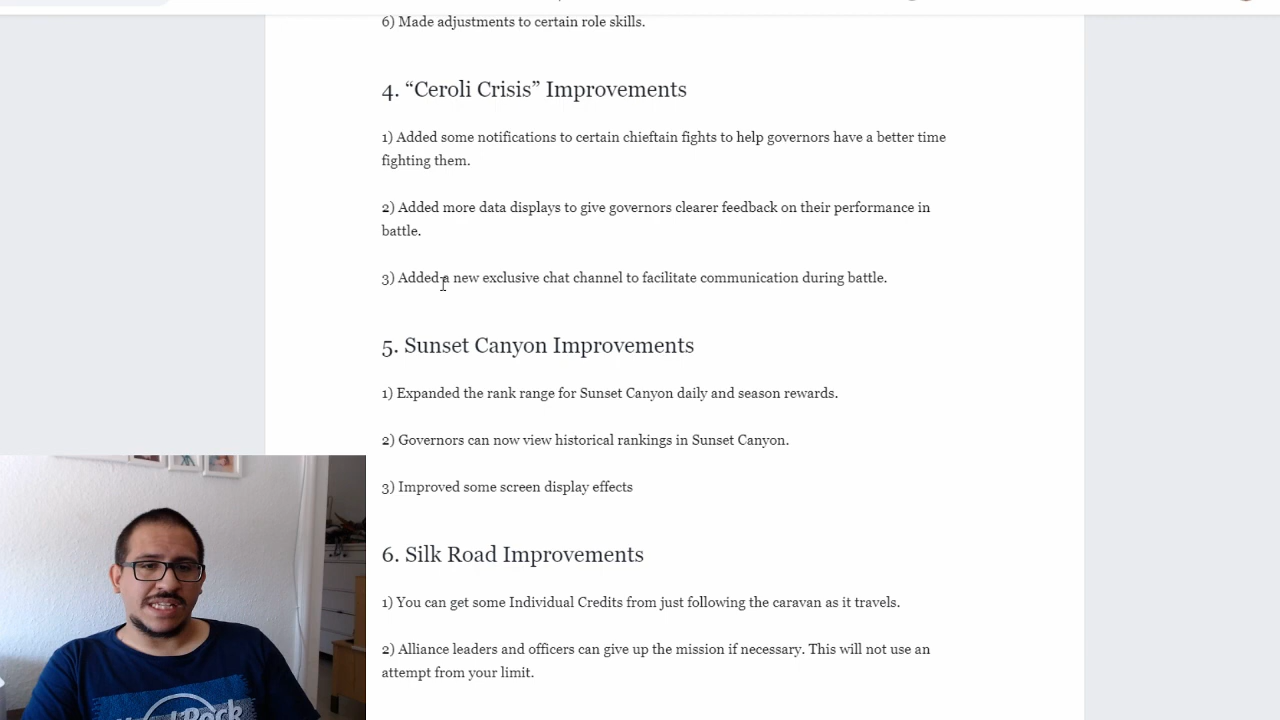 6) Made adjustments to certain role skills.
4. “Ceroli Crisis” Improvements
1) Added some notifications to certain chieftain fights to help governors have a better time
fighting them.
2) Added more data displays to give governors clearer feedback on their performance in
battle.
3) Added a new exclusive chat channel to facilitate communication during battle.
5. Sunset Canyon Improvements
1) Expanded the rank range for Sunset Canyon daily and season rewards.
2) Governors can now view historical rankings in Sunset Canyon.
3) Improved some screen display effects
6. Silk Road Improvements
1) You can get some Individual Credits from just following the caravan as it travels.
2) Alliance leaders and officers can give up the mission if necessary. This will not use an
attempt from your limit.
Hard Rock